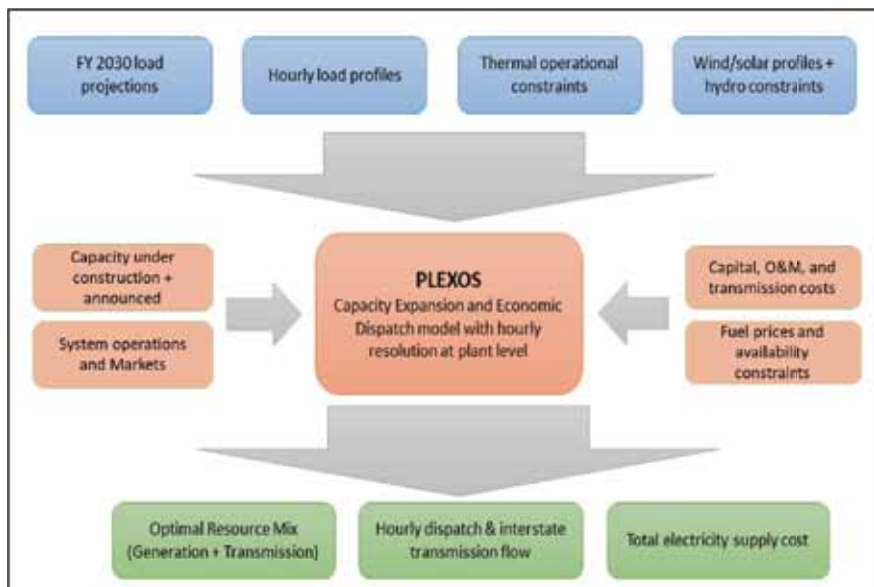 FY 2030 load
projections
Hourly load profiles
Thermal operational
constraints
Wind/solar profiles +
hydro constraints
Capacity under
construction +
announced
System operations
and Markets
PLEXOS
Capacity Expansion and Economic
Dispatch model with hourly
resolution at plant level
Capital, O&M, and
transmission costs
Fuel prices and
availability
constraints
Optimal Resource Mix
(Generation + Transmission)
Hourly dispatch & interstate
transmission flow
Total electricity supply cost